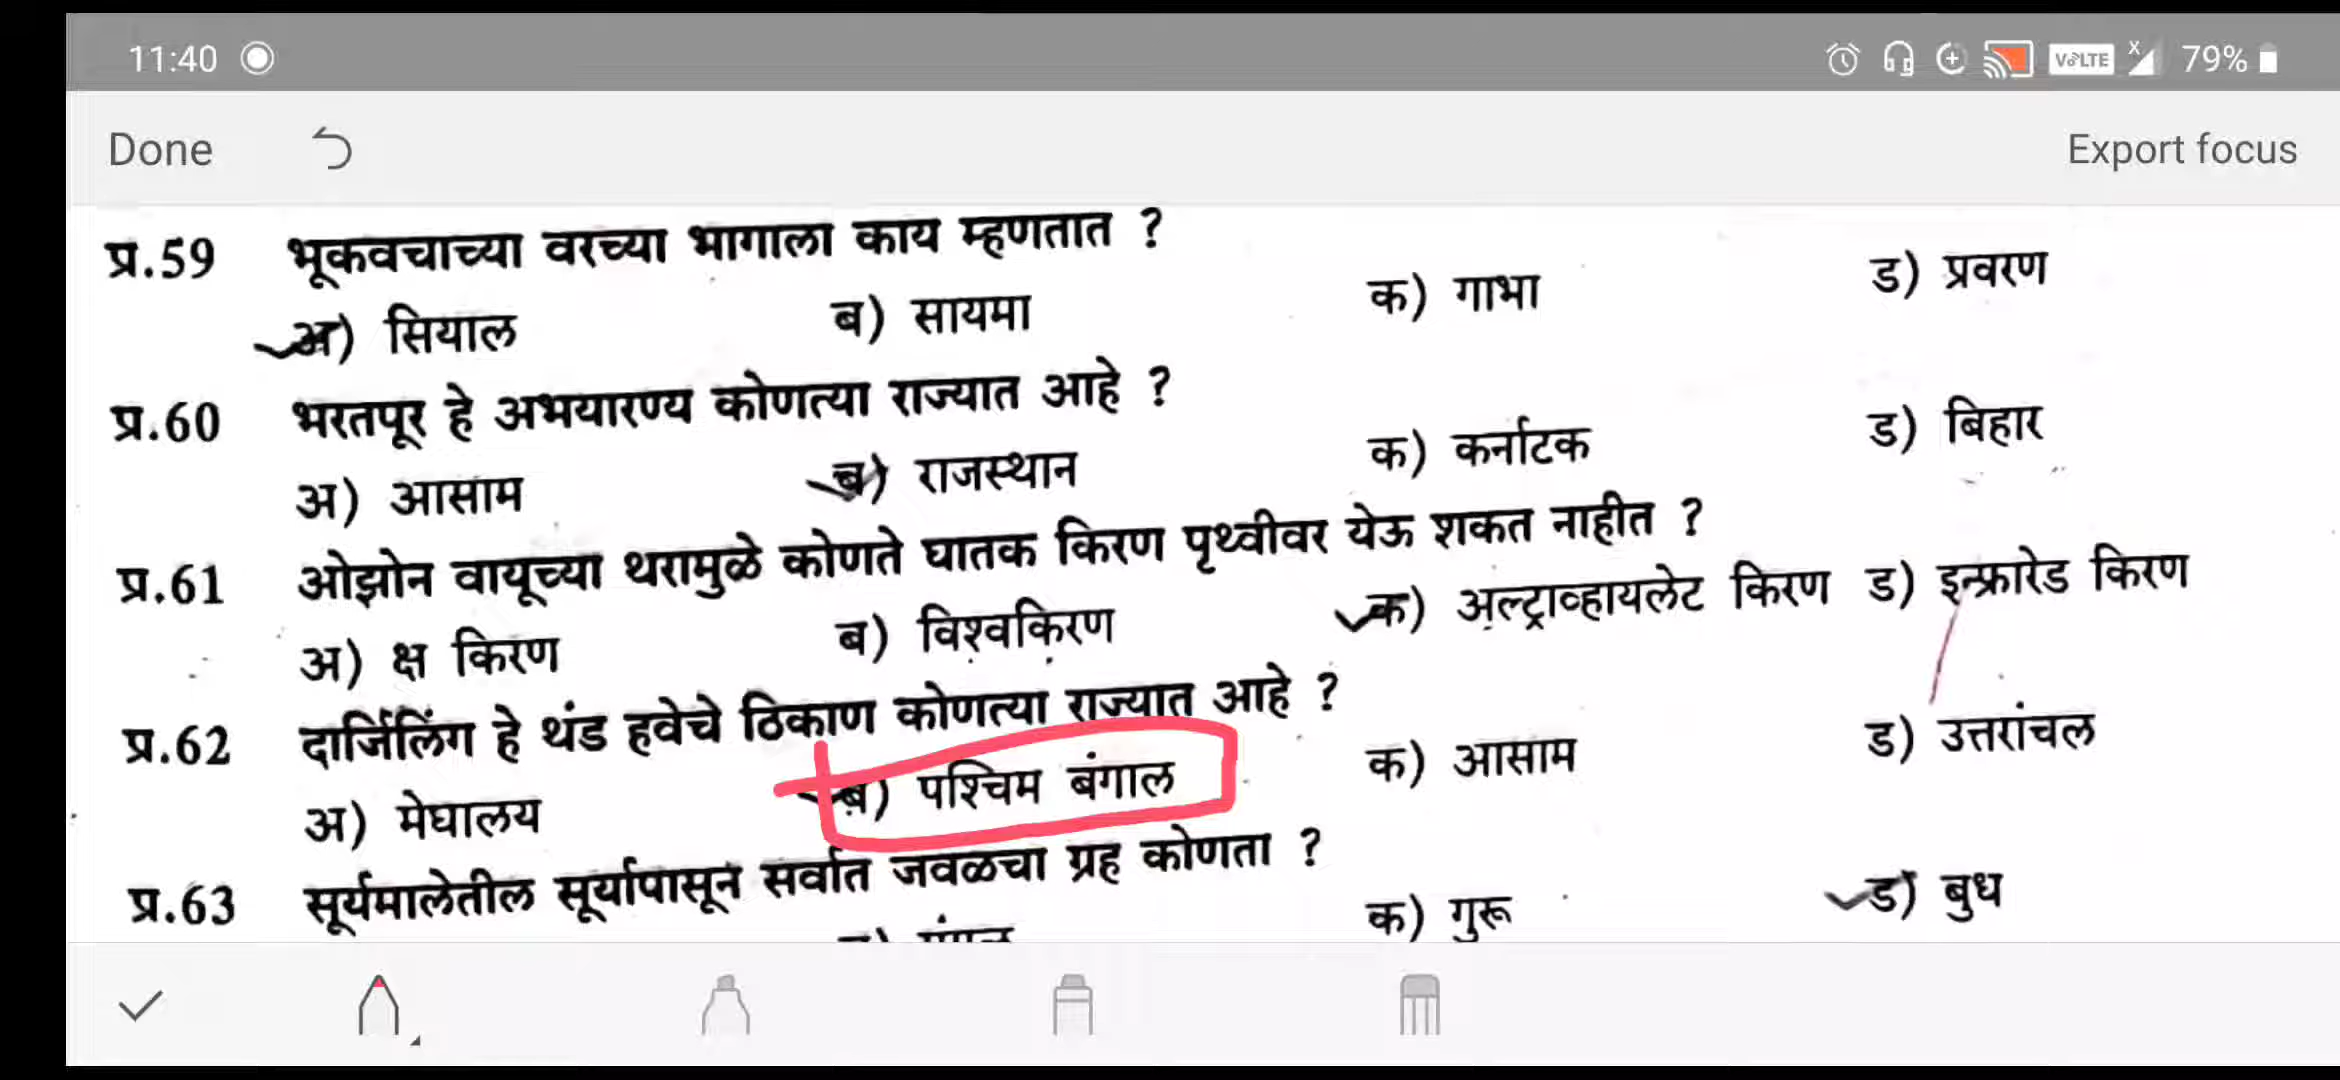 11:40 VoLTE x 79%
Done Export focus
प्र.59 भूकवचाच्या वरच्या भागाला काय म्हणतात ?
अ) सियाल ब) सायमा क) गाभा ड) प्रवरण
प्र.60 भरतपूर हे अभयारण्य कोणत्या राज्यात आहे ?
अ) आसाम ब) राजस्थान क) कर्नाटक ड) बिहार
प्र.61 ओझोन वायूच्या थरामुळे कोणते घातक किरण पृथ्वीवर येऊ शकत नाहीत ?
अ) क्ष किरण ब) विश्वकिरण क) अल्ट्राव्हायलेट किरण ड) इन्फ्रारेड किरण
प्र.62 दार्जिलिंग हे थंड हवेचे ठिकाण कोणत्या राज्यात आहे ?
अ) मेघालय ब) पश्चिम बंगाल क) आसाम ड) उत्तरांचल
प्र.63 सूर्यमालेतील सूर्यापासून सर्वात जवळचा ग्रह कोणता ?
क) गुरू ड) बुध